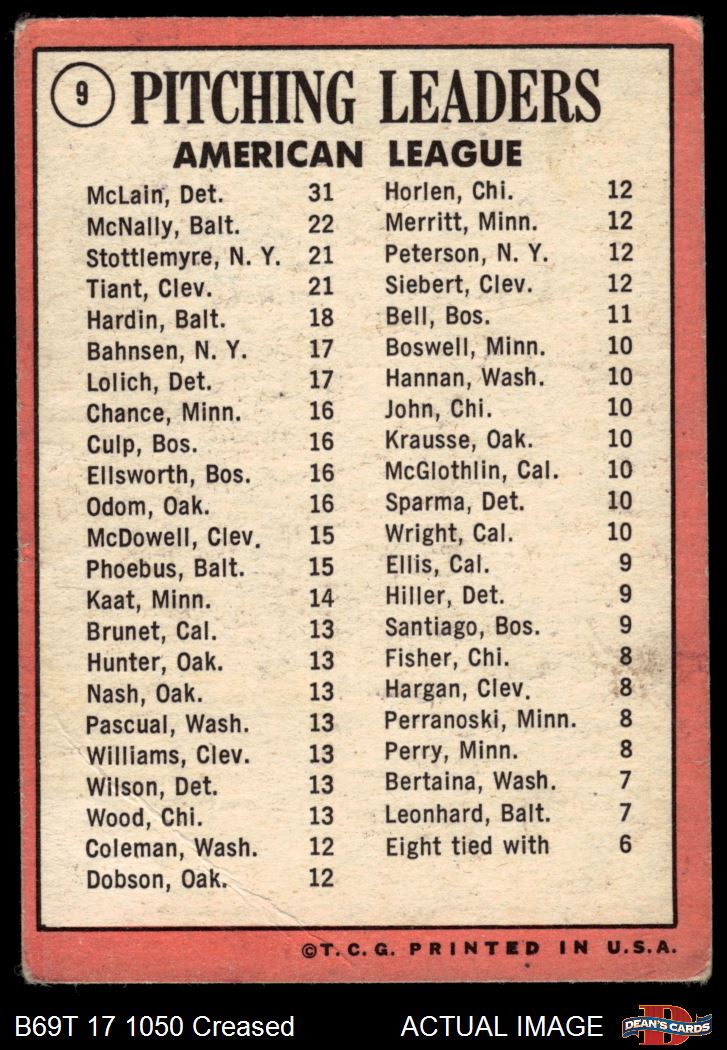 9
PITCHING LEADERS
AMERICAN LEAGUE
McLain, Det. 31
McNally, Balt. 22
Stottlemyre, N. Y. 21
Tiant, Clev. 21
Hardin, Balt. 18
Bahnsen, N. Y. 17
Lolich, Det. 17
Chance, Minn. 16
Culp, Bos. 16
Ellsworth, Bos. 16
Odom, Oak. 16
McDowell, Clev. 15
Phoebus, Balt. 15
Kaat, Minn. 14
Brunet, Cal. 13
Hunter, Oak. 13
Nash, Oak. 13
Pascual, Wash. 13
Williams, Clev. 13
Wilson, Det. 13
Wood, Chi. 13
Coleman, Wash. 12
Dobson, Oak. 12
Horlen, Chi. 12
Merritt, Minn. 12
Peterson, N. Y. 12
Siebert, Clev. 12
Bell, Bos. 11
Boswell, Minn. 10
Hannan, Wash. 10
John, Chi. 10
Krausse, Oak. 10
McGlothlin, Cal. 10
Sparma, Det. 10
Wright, Cal. 10
Ellis, Cal. 9
Hiller, Det. 9
Santiago, Bos. 9
Fisher, Chi. 8
Hargan, Clev. 8
Perranoski, Minn. 8
Perry, Minn. 8
Bertaina, Wash. 7
Leonhard, Balt. 7
Eight tied with 6
©T.C.G. PRINTED IN U.S.A.
B69T 17 1050 Creased ACTUAL IMAGE
D
DEAN'S CARDS